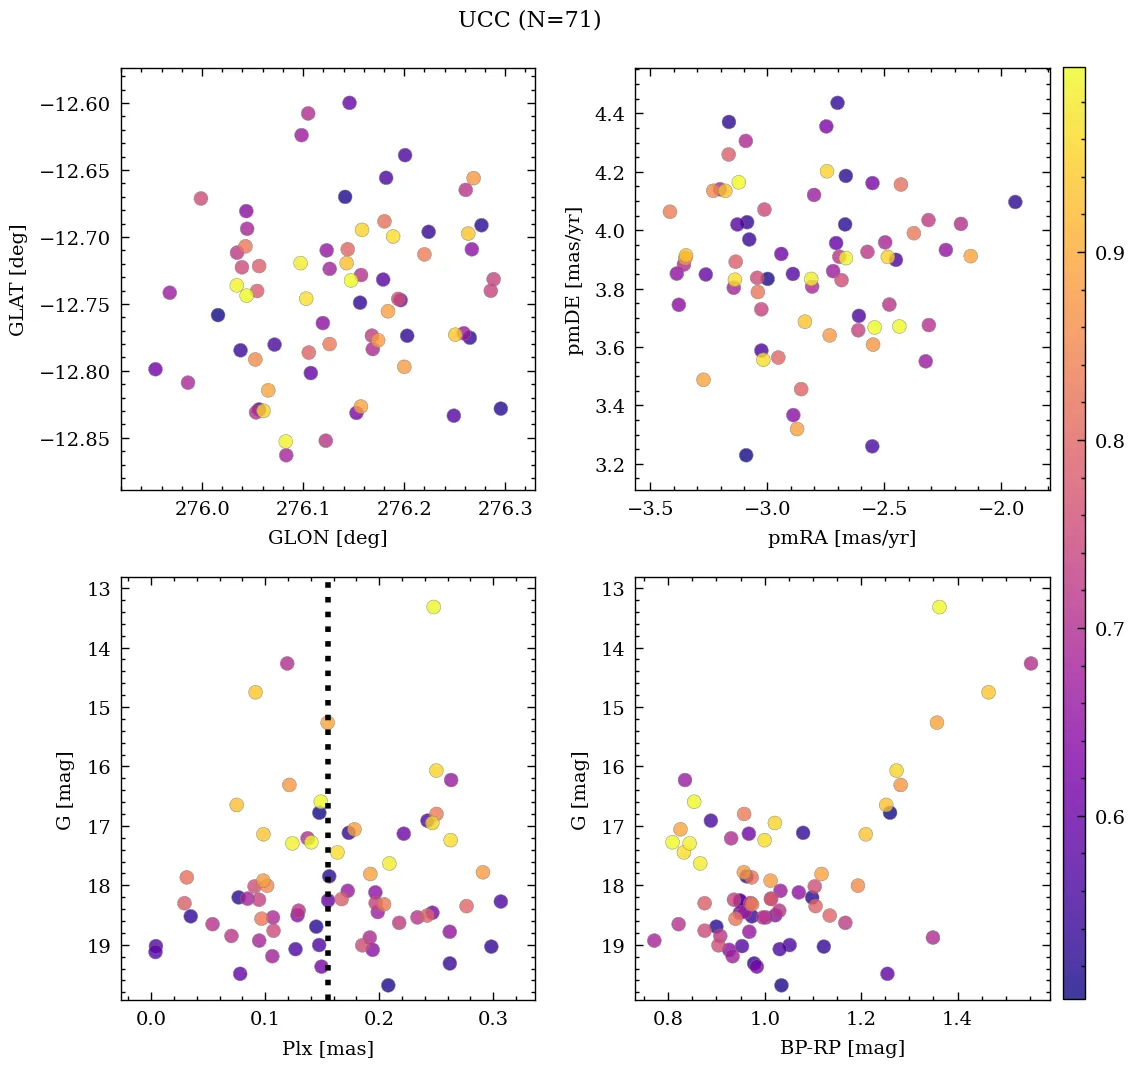 UCC (N=71)
−12.60
−12.65
−12.70
−12.75
−12.80
−12.85
GLAT [deg]
276.0 276.1 276.2 276.3
GLON [deg]
4.4
4.2
4.0
3.8
3.6
3.4
3.2
pmDE [mas/yr]
−3.5 −3.0 −2.5 −2.0
pmRA [mas/yr]
0.9
0.8
0.7
0.6
13
14
15
16
17
18
19
G [mag]
0.0 0.1 0.2 0.3
Plx [mas]
13
14
15
16
17
18
19
G [mag]
0.8 1.0 1.2 1.4
BP-RP [mag]